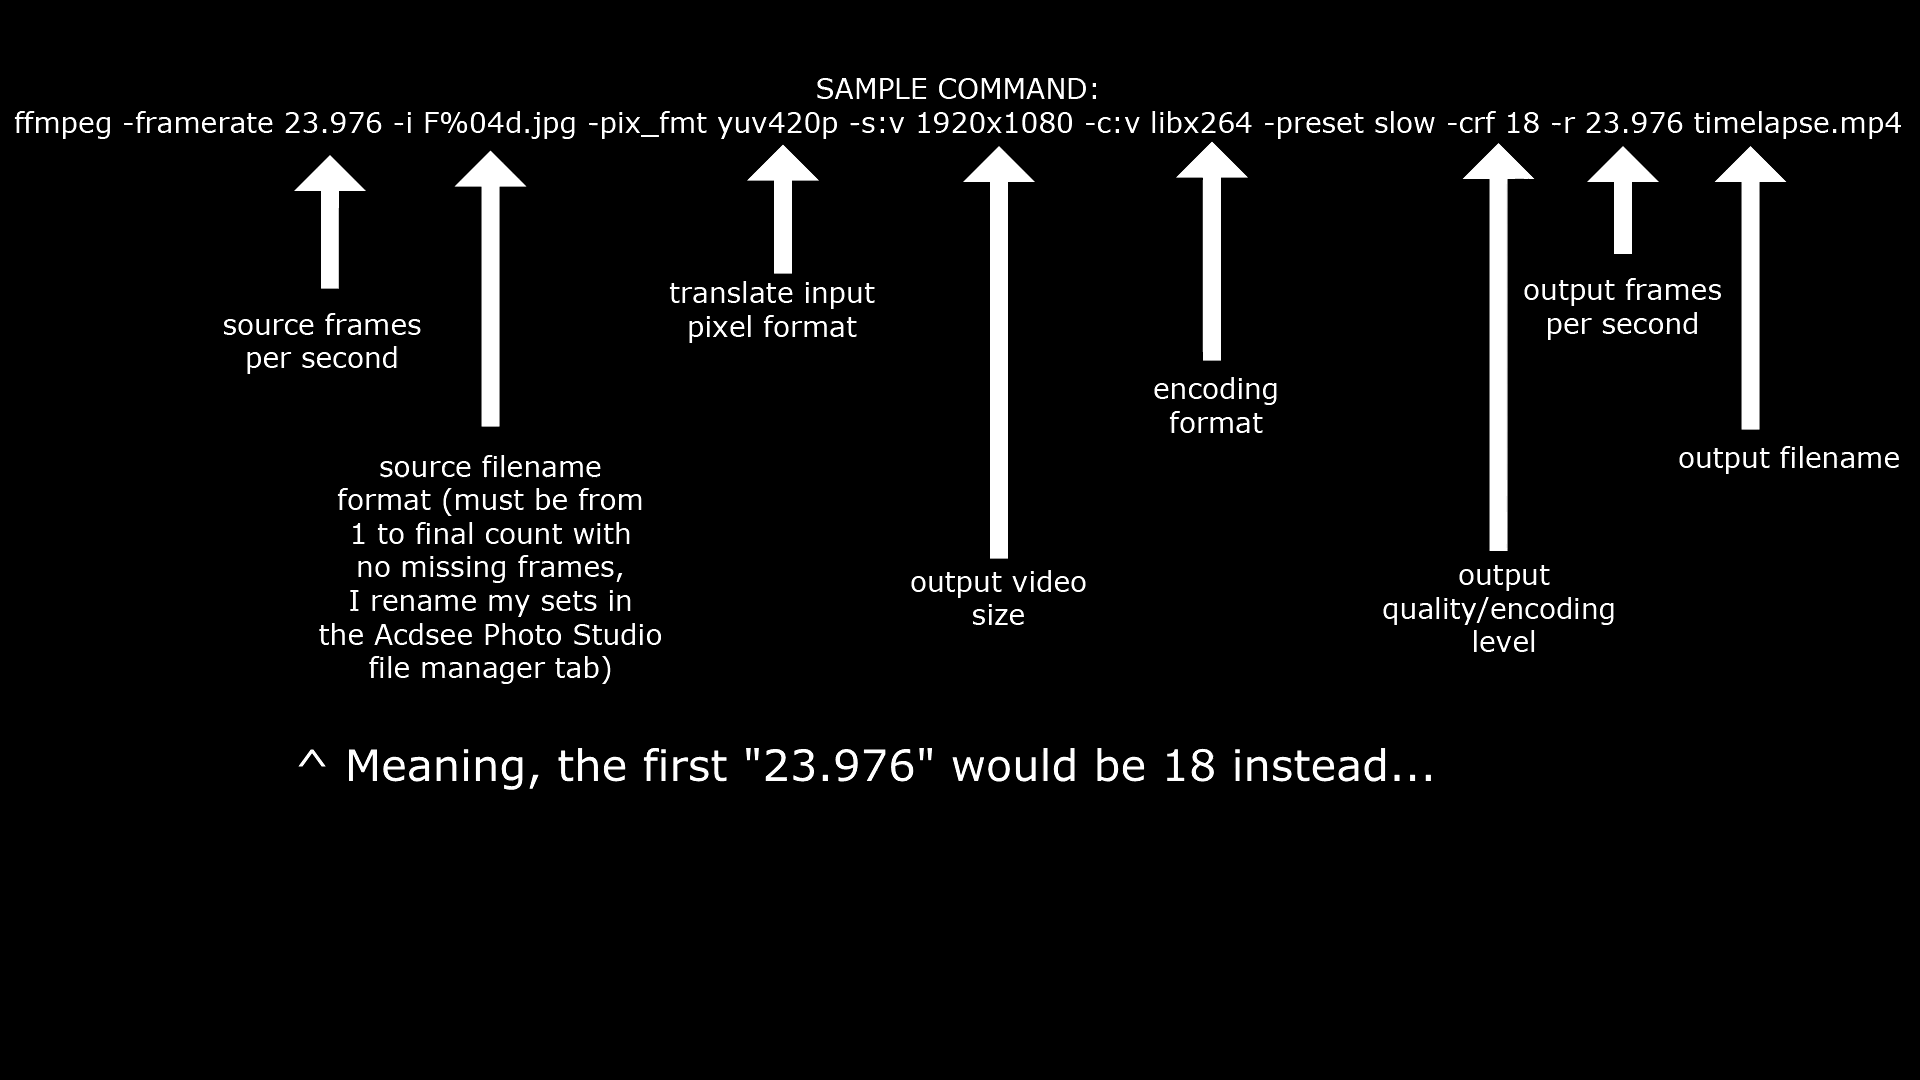 SAMPLE COMMAND:
ffmpeg -framerate 23.976 -i F%04d.jpg -pix_fmt yuv420p -s:v 1920x1080 -c:v libx264 -preset slow -crf 18 -r 23.976 timelapse.mp4
source frames
per second
source filename
format (must be from
1 to final count with
no missing frames,
I rename my sets in
the Acdsee Photo Studio
file manager tab)
translate input
pixel format
output video
size
encoding
format
output
quality/encoding
level
output frames
per second
output filename
^ Meaning, the first "23.976" would be 18 instead...